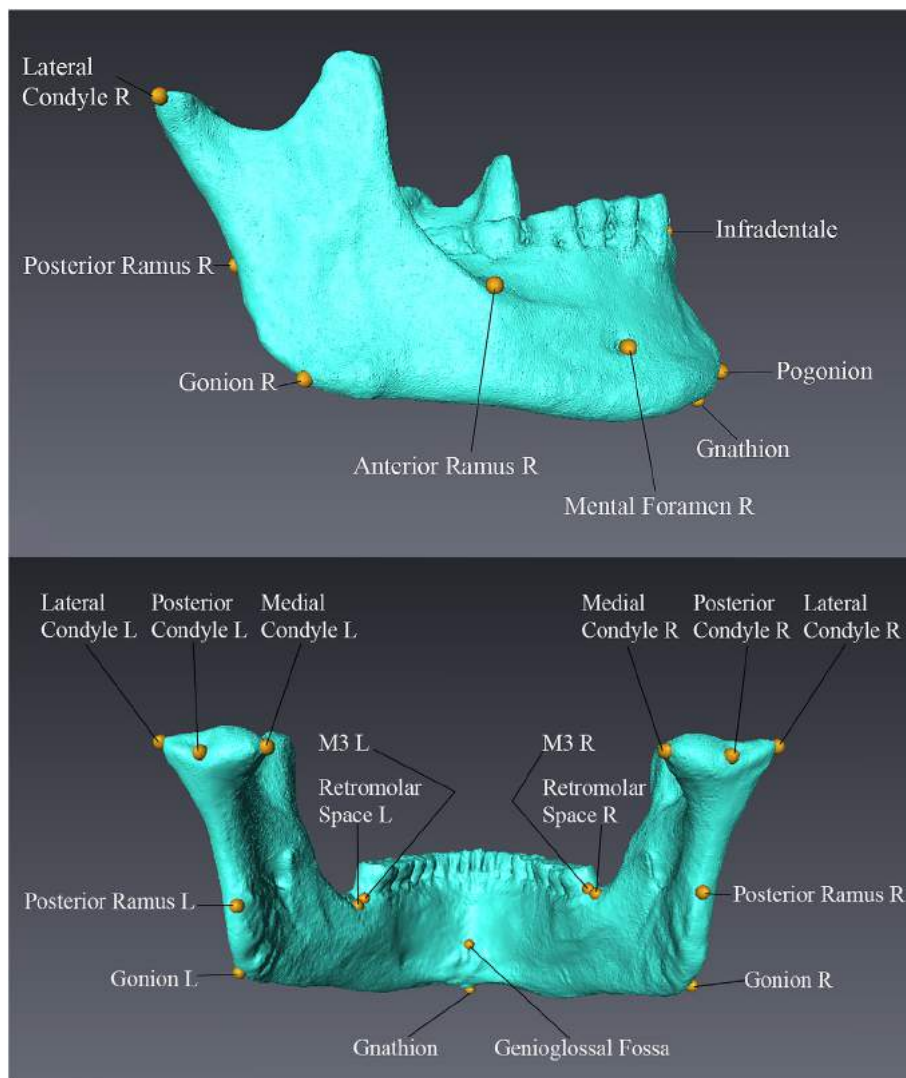 Lateral
Condyle R
Infradentale
Posterior Ramus R
Pogonion
Gonion R
Gnathion
Anterior Ramus R
Mental Foramen R
Lateral
Condyle L
Posterior
Condyle L
Medial
Condyle L
Medial
Condyle R
Posterior
Condyle R
Lateral
Condyle R
M3 L
M3 R
Retromolar
Space L
Retromolar
Space R
Posterior Ramus L
Posterior Ramus R
Gonion L
Gonion R
Gnathion
Genioglossal Fossa